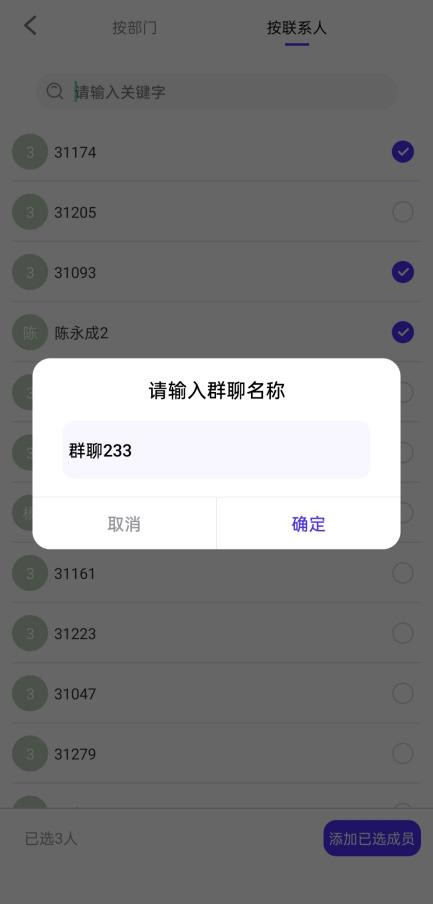 按部门
按联系人
请输入关键字
3 31174
3 31205
3 31093
陈 陈永成2
请输入群聊名称
群聊233
取消
确定
3 31161
3 31223
3 31047
3 31279
已选3人
添加已选成员